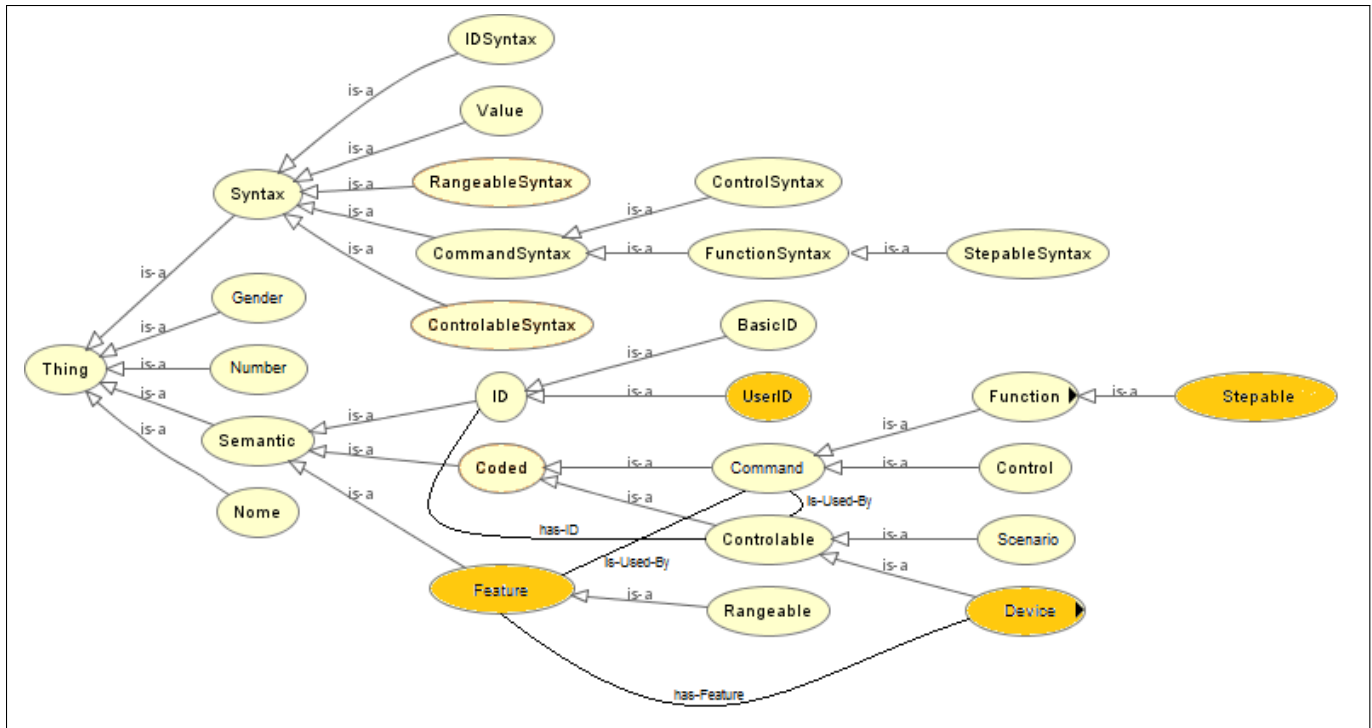 IDSyntax
is-a
Value
is-a
RangeableSyntax
ControlSyntax
is-a
Syntax
is-a
is-a
CommandSyntax
is-a
FunctionSyntax
is-a
StepableSyntax
is-a
is-a
Gender
ControlableSyntax
BasicID
is-a
is-a
Thing
is-a
Number
ID
is-a
UserID
Function
is-a
Stepable
is-a
is-a
is-a
Semantic
is-a
Coded
is-a
Command
is-a
Control
is-a
is-a
is-a
Is-Used-By
Nome
has-ID
Controlable
is-a
Scenario
Is-Used-By
is-a
Feature
is-a
Rangeable
Device
has-Feature